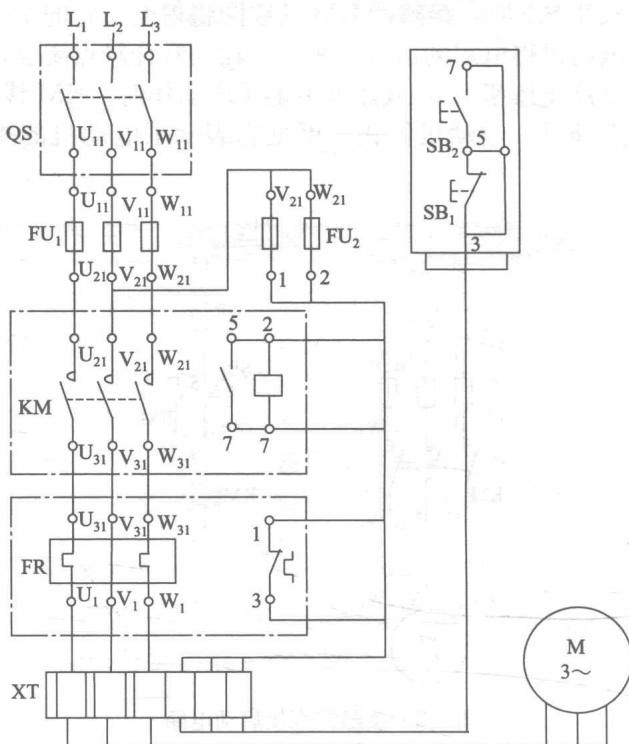 L₁ L₂ L₃
QS
U₁₁ V₁₁ W₁₁
U₁₁ V₁₁ W₁₁
FU₁
U₂₁ V₂₁ W₂₁
V₂₁ W₂₁
FU₂
1 2
7
SB₂ 5
SB₁
3
U₂₁ V₂₁ W₂₁
5 2
KM
7 7
U₃₁ V₃₁ W₃₁
U₃₁ V₃₁ W₃₁
1
FR
3
U₁ V₁ W₁
XT
M
3～